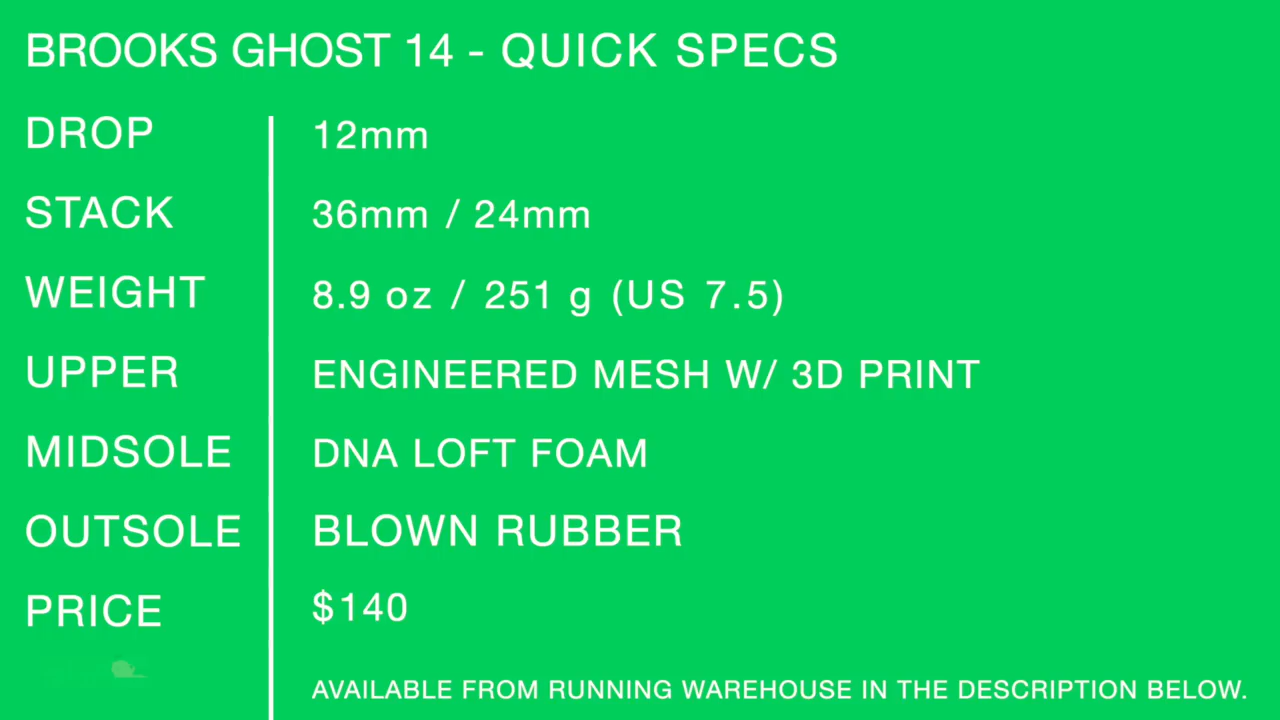 BROOKS GHOST 14 - QUICK SPECS
DROP 12mm
STACK 36mm / 24mm
WEIGHT 8.9 oz / 251 g (US 7.5)
UPPER ENGINEERED MESH W/ 3D PRINT
MIDSOLE DNA LOFT FOAM
OUTSOLE BLOWN RUBBER
PRICE $140
AVAILABLE FROM RUNNING WAREHOUSE IN THE DESCRIPTION BELOW.